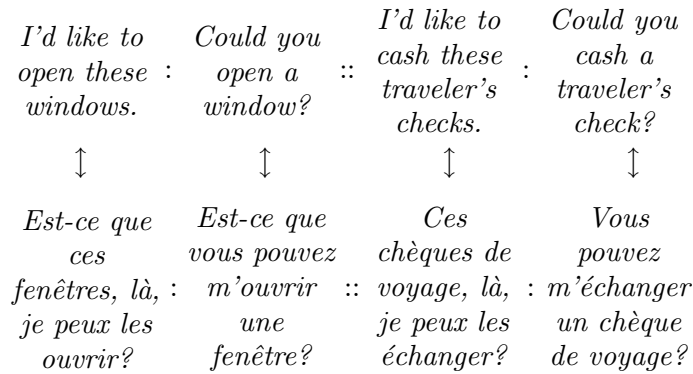 I'd like to open these windows. : Could you open a window? :: I'd like to cash these traveler's checks. : Could you cash a traveler's check?
↕ ↕ ↕ ↕
Est-ce que ces fenêtres, là, je peux les ouvrir? : Est-ce que vous pouvez m'ouvrir une fenêtre? :: Ces chèques de voyage, là, je peux les échanger? : Vous pouvez m'échanger un chèque de voyage?